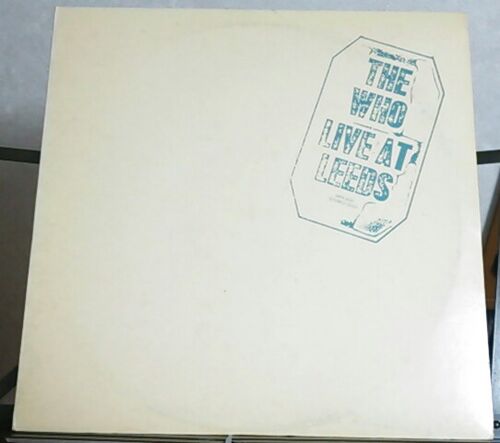 THE
WHO
LIVE AT
LEEDS